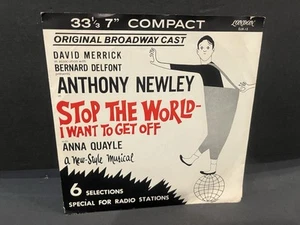 33⅓ 7" COMPACT
LONDON
ORIGINAL BROADWAY CAST
DAVID MERRICK
BERNARD DELFONT
ANTHONY NEWLEY
STOP THE WORLD-
I WANT TO GET OFF
ANNA QUAYLE
a New-Style Musical
6 SELECTIONS
SPECIAL FOR RADIO STATIONS